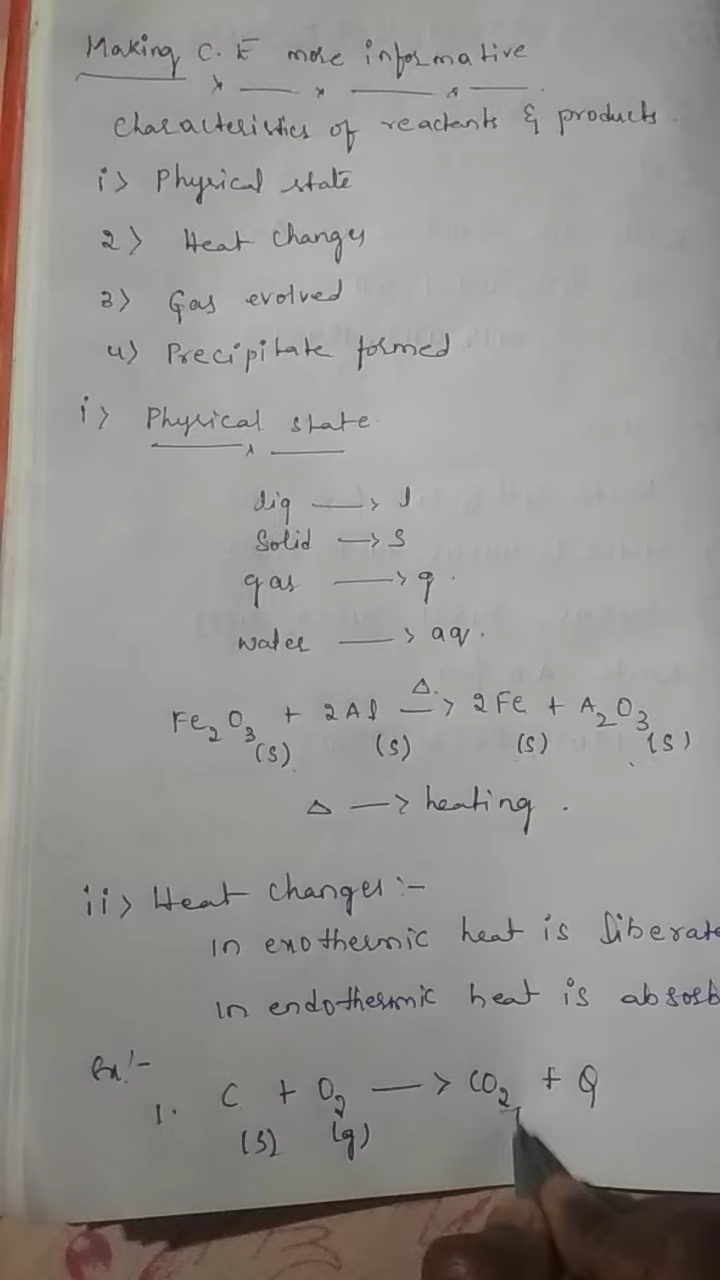 Making C.E more informative
characteristics of reactants & products.
i> Physical state
2> Heat changes
3> Gas evolved
4> Precipitate formed
i> Physical state
liq → l
Solid → s
gas → g.
water → aq.
Fe₂O₃ + 2Al —Δ→ 2Fe + A₂O₃
(s) (s) (s) (s)
Δ → heating.
ii> Heat changes :-
in exothermic heat is liberate
in endothermic heat is absorb
Ex:-
1. C + O₂ → CO₂ + Q
(s) (g)